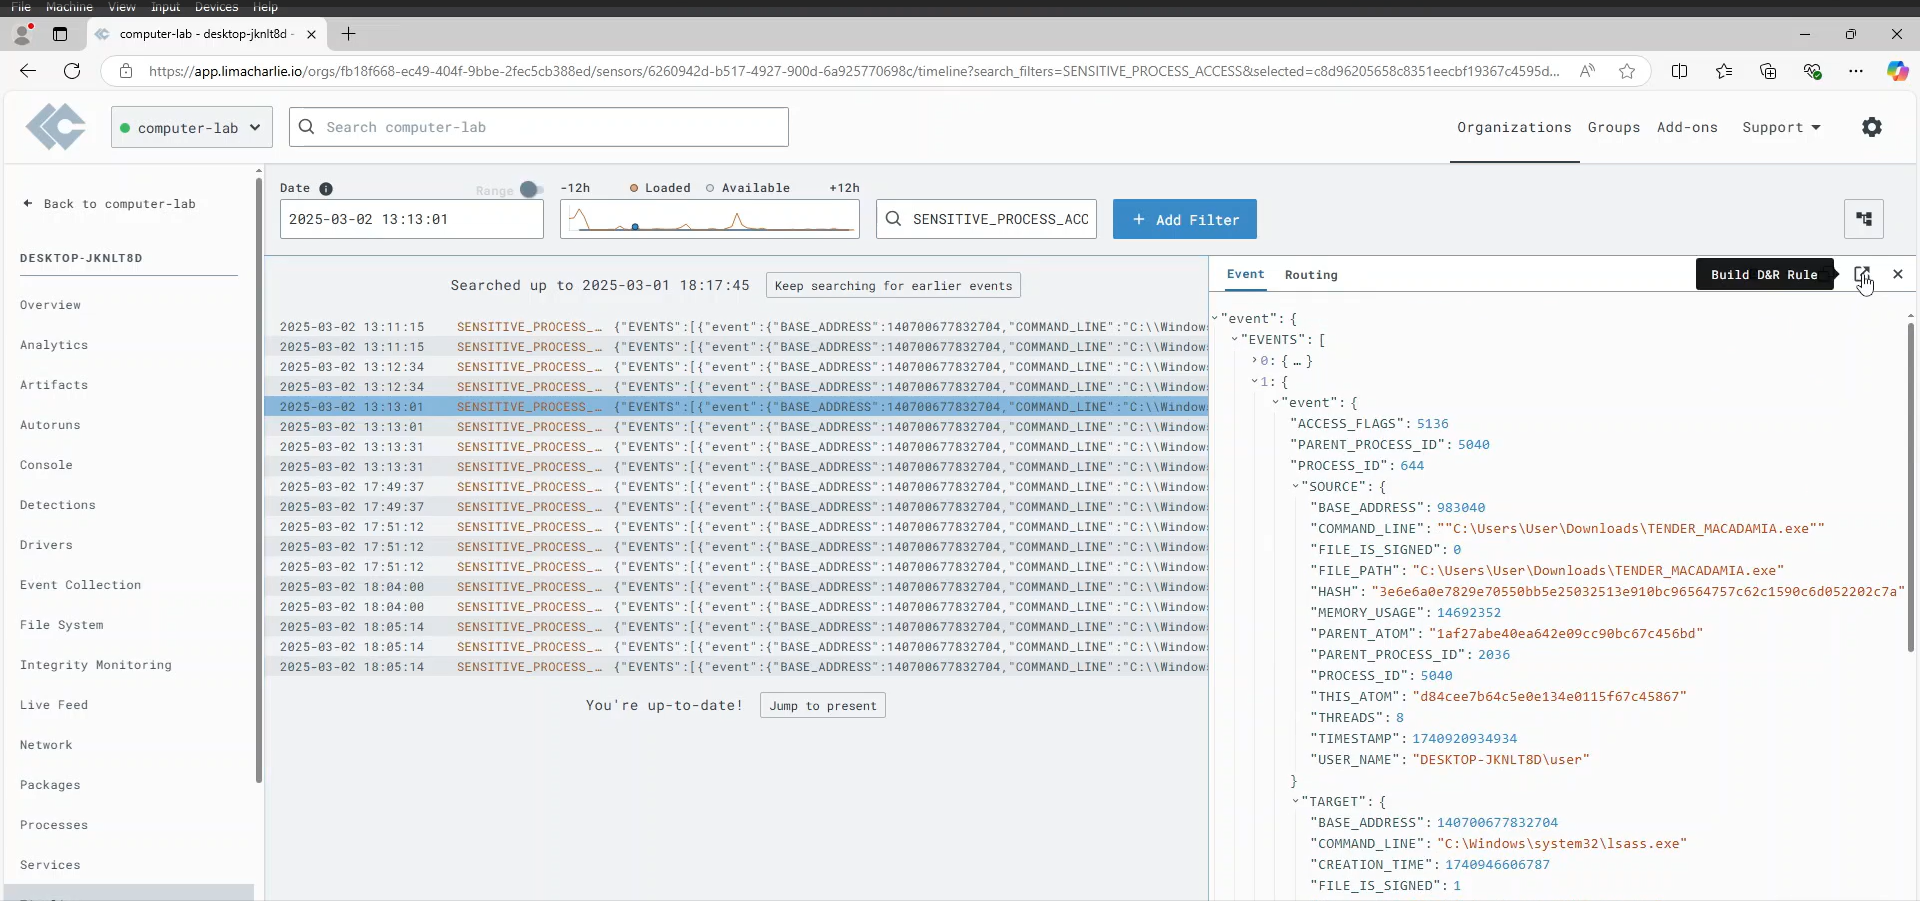 File Machine View Input Devices Help
computer-lab - desktop-jknlt8d -
https://app.limacharlie.io/orgs/fb18f668-ec49-404f-9bbe-2fec5cb388ed/sensors/6260942d-b517-4927-900d-6a925770698c/timeline?search_filters=SENSITIVE_PROCESS_ACCESS&selected=c8d96205658c8351eecbf19367c4595d...
computer-lab
Search computer-lab
Organizations Groups Add-ons Support
Back to computer-lab
DESKTOP-JKNLT8D
Overview
Analytics
Artifacts
Autoruns
Console
Detections
Drivers
Event Collection
File System
Integrity Monitoring
Live Feed
Network
Packages
Processes
Services
Date Range -12h Loaded Available +12h
2025-03-02 13:13:01 SENSITIVE_PROCESS_ACC + Add Filter
Searched up to 2025-03-01 18:17:45 Keep searching for earlier events
2025-03-02 13:11:15 SENSITIVE_PROCESS_… {"EVENTS":[{"event":{"BASE_ADDRESS":140700677832704,"COMMAND_LINE":"C:\\Windows
2025-03-02 13:11:15 SENSITIVE_PROCESS_… {"EVENTS":[{"event":{"BASE_ADDRESS":140700677832704,"COMMAND_LINE":"C:\\Windows
2025-03-02 13:12:34 SENSITIVE_PROCESS_… {"EVENTS":[{"event":{"BASE_ADDRESS":140700677832704,"COMMAND_LINE":"C:\\Windows
2025-03-02 13:12:34 SENSITIVE_PROCESS_… {"EVENTS":[{"event":{"BASE_ADDRESS":140700677832704,"COMMAND_LINE":"C:\\Windows
2025-03-02 13:13:01 SENSITIVE_PROCESS_… {"EVENTS":[{"event":{"BASE_ADDRESS":140700677832704,"COMMAND_LINE":"C:\\Windows
2025-03-02 13:13:01 SENSITIVE_PROCESS_… {"EVENTS":[{"event":{"BASE_ADDRESS":140700677832704,"COMMAND_LINE":"C:\\Windows
2025-03-02 13:13:31 SENSITIVE_PROCESS_… {"EVENTS":[{"event":{"BASE_ADDRESS":140700677832704,"COMMAND_LINE":"C:\\Windows
2025-03-02 13:13:31 SENSITIVE_PROCESS_… {"EVENTS":[{"event":{"BASE_ADDRESS":140700677832704,"COMMAND_LINE":"C:\\Windows
2025-03-02 17:49:37 SENSITIVE_PROCESS_… {"EVENTS":[{"event":{"BASE_ADDRESS":140700677832704,"COMMAND_LINE":"C:\\Windows
2025-03-02 17:49:37 SENSITIVE_PROCESS_… {"EVENTS":[{"event":{"BASE_ADDRESS":140700677832704,"COMMAND_LINE":"C:\\Windows
2025-03-02 17:51:12 SENSITIVE_PROCESS_… {"EVENTS":[{"event":{"BASE_ADDRESS":140700677832704,"COMMAND_LINE":"C:\\Windows
2025-03-02 17:51:12 SENSITIVE_PROCESS_… {"EVENTS":[{"event":{"BASE_ADDRESS":140700677832704,"COMMAND_LINE":"C:\\Windows
2025-03-02 17:51:12 SENSITIVE_PROCESS_… {"EVENTS":[{"event":{"BASE_ADDRESS":140700677832704,"COMMAND_LINE":"C:\\Windows
2025-03-02 18:04:00 SENSITIVE_PROCESS_… {"EVENTS":[{"event":{"BASE_ADDRESS":140700677832704,"COMMAND_LINE":"C:\\Windows
2025-03-02 18:04:00 SENSITIVE_PROCESS_… {"EVENTS":[{"event":{"BASE_ADDRESS":140700677832704,"COMMAND_LINE":"C:\\Windows
2025-03-02 18:05:14 SENSITIVE_PROCESS_… {"EVENTS":[{"event":{"BASE_ADDRESS":140700677832704,"COMMAND_LINE":"C:\\Windows
2025-03-02 18:05:14 SENSITIVE_PROCESS_… {"EVENTS":[{"event":{"BASE_ADDRESS":140700677832704,"COMMAND_LINE":"C:\\Windows
2025-03-02 18:05:14 SENSITIVE_PROCESS_… {"EVENTS":[{"event":{"BASE_ADDRESS":140700677832704,"COMMAND_LINE":"C:\\Windows
You're up-to-date! Jump to present
Event Routing Build D&R Rule
"event": {
"EVENTS": [
0: { … }
1: {
"event": {
"ACCESS_FLAGS": 5136
"PARENT_PROCESS_ID": 5040
"PROCESS_ID": 644
"SOURCE": {
"BASE_ADDRESS": 983040
"COMMAND_LINE": ""C:\Users\User\Downloads\TENDER_MACADAMIA.exe""
"FILE_IS_SIGNED": 0
"FILE_PATH": "C:\Users\User\Downloads\TENDER_MACADAMIA.exe"
"HASH": "3e6e6a0e7829e70550bb5e25032513e910bc96564757c62c1590c6d052202c7a"
"MEMORY_USAGE": 14692352
"PARENT_ATOM": "1af27abe40ea642e09cc90bc67c456bd"
"PARENT_PROCESS_ID": 2036
"PROCESS_ID": 5040
"THIS_ATOM": "d84cee7b64c5e0e134e0115f67c45867"
"THREADS": 8
"TIMESTAMP": 1740920934934
"USER_NAME": "DESKTOP-JKNLT8D\user"
}
"TARGET": {
"BASE_ADDRESS": 140700677832704
"COMMAND_LINE": "C:\Windows\system32\lsass.exe"
"CREATION_TIME": 1740946606787
"FILE_IS_SIGNED": 1